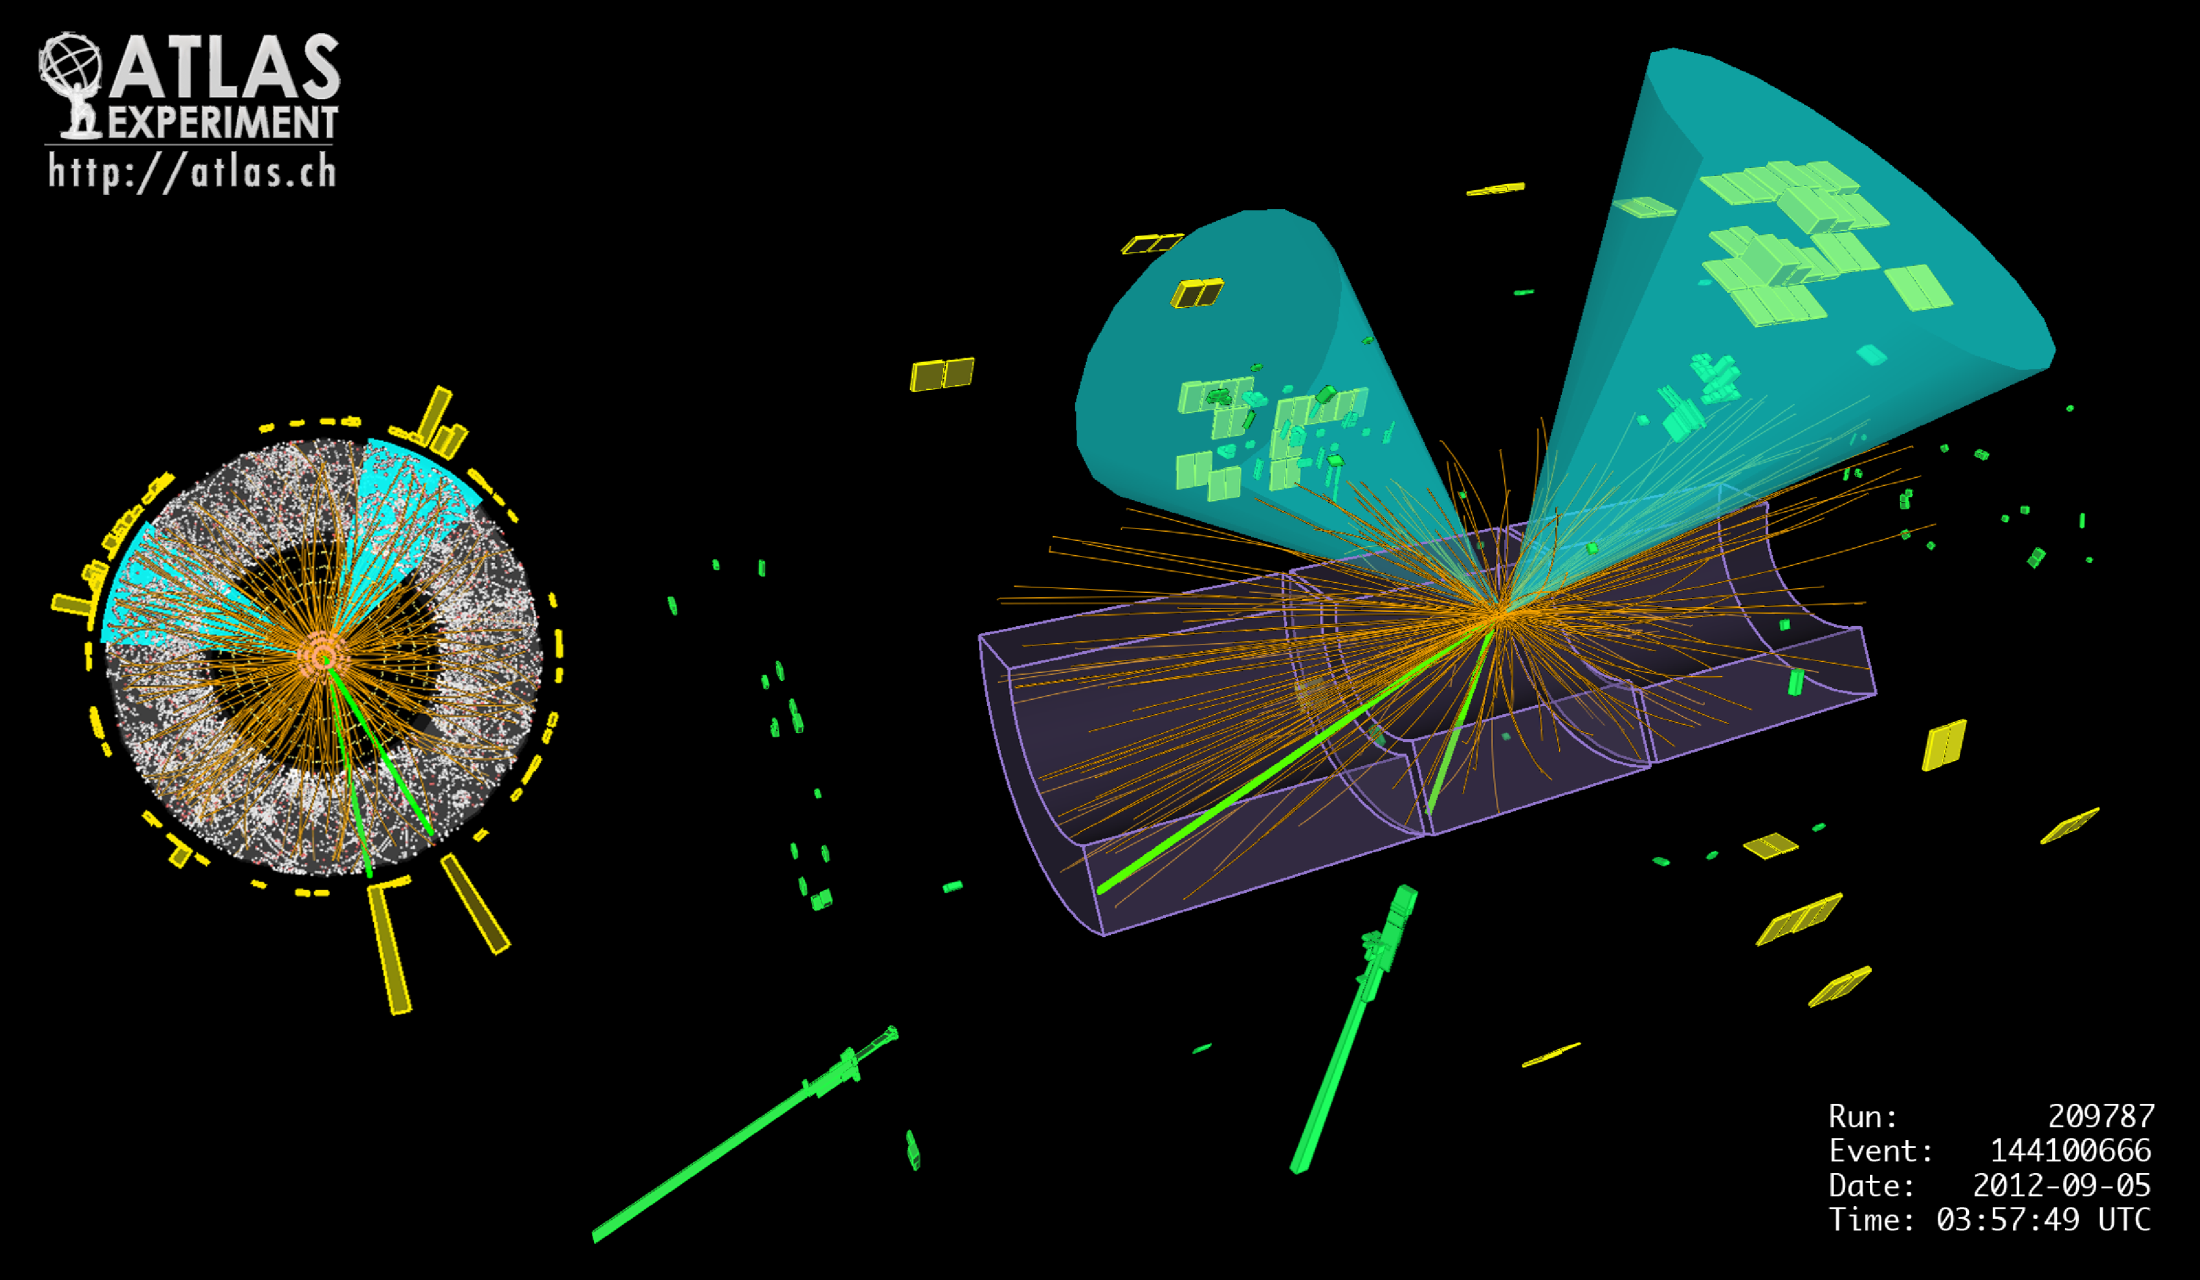 ATLAS
EXPERIMENT
http://atlas.ch
Run: 209787
Event: 144100666
Date: 2012-09-05
Time: 03:57:49 UTC